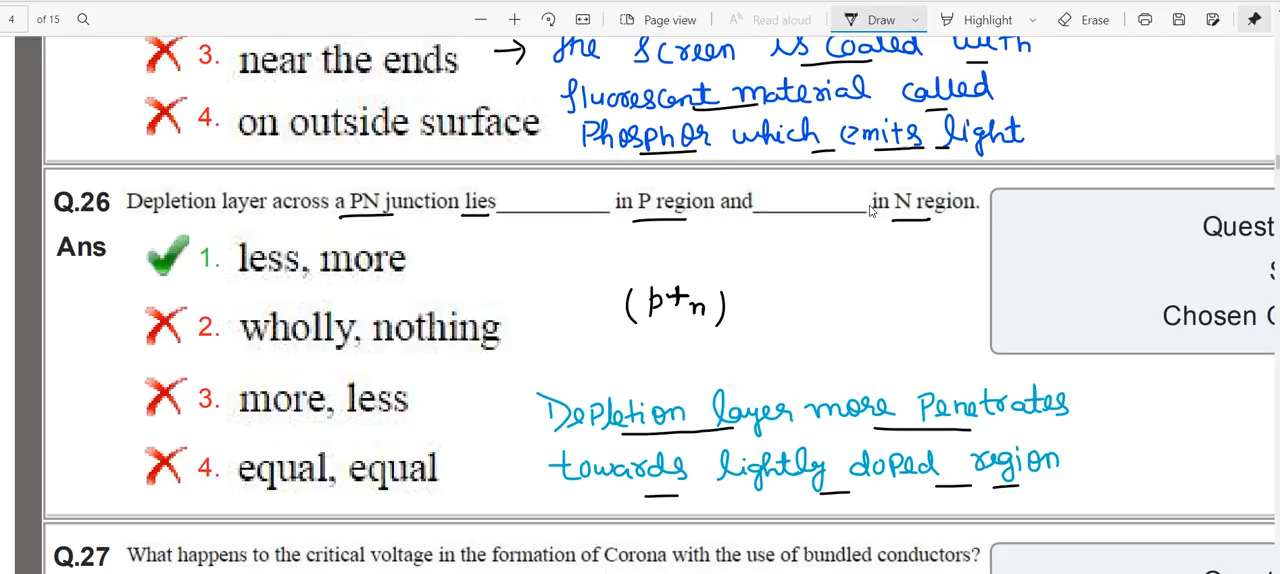 4 of 15 Page view Read aloud Draw Highlight Erase
3. near the ends → the screen is coated with
fluorescent material called
4. on outside surface Phosphor which emits light
Q.26 Depletion layer across a PN junction lies__________ in P region and__________ in N region.
Ans
1. less, more
2. wholly, nothing
3. more, less
4. equal, equal
(p+n)
Depletion layer more penetrates
towards lightly doped region
Quest
S
Chosen
Q.27 What happens to the critical voltage in the formation of Corona with the use of bundled conductors?